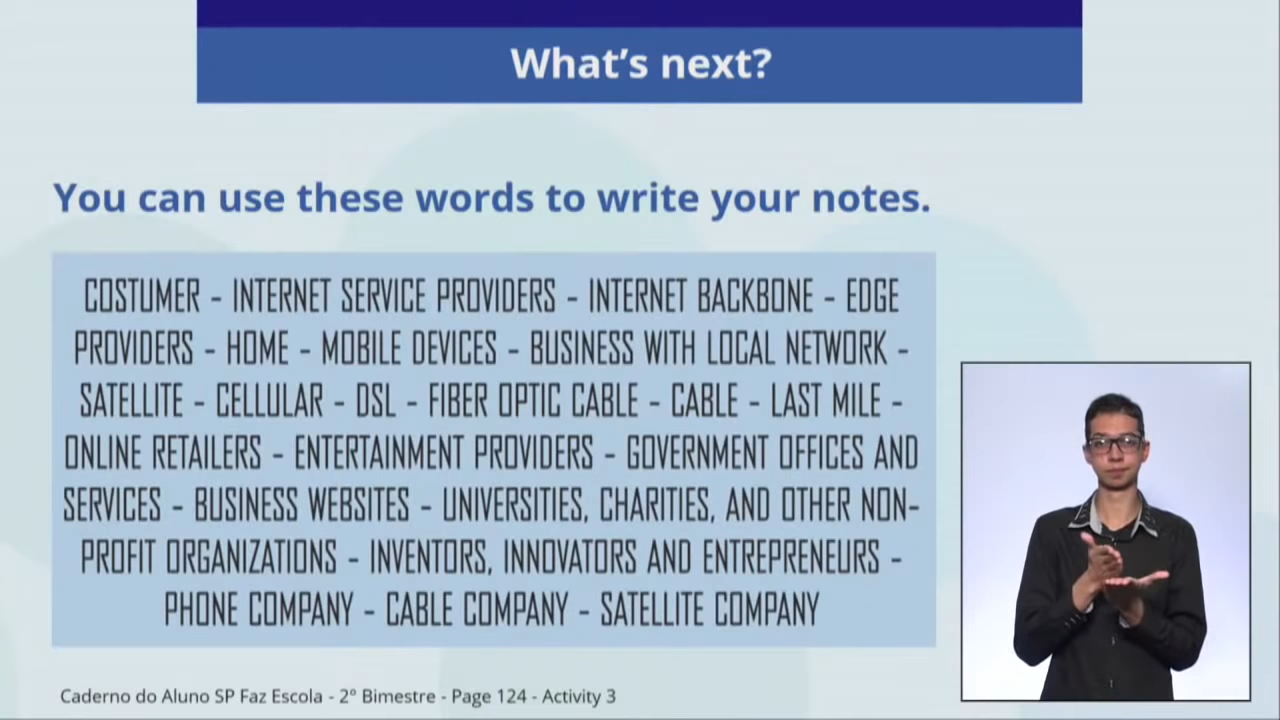 What's next?
You can use these words to write your notes.
COSTUMER - INTERNET SERVICE PROVIDERS - INTERNET BACKBONE - EDGE
PROVIDERS - HOME - MOBILE DEVICES - BUSINESS WITH LOCAL NETWORK -
SATELLITE - CELLULAR - DSL - FIBER OPTIC CABLE - CABLE - LAST MILE -
ONLINE RETAILERS - ENTERTAINMENT PROVIDERS - GOVERNMENT OFFICES AND
SERVICES - BUSINESS WEBSITES - UNIVERSITIES, CHARITIES, AND OTHER NON-
PROFIT ORGANIZATIONS - INVENTORS, INNOVATORS AND ENTREPRENEURS -
PHONE COMPANY - CABLE COMPANY - SATELLITE COMPANY
Caderno do Aluno SP Faz Escola - 2° Bimestre - Page 124 - Activity 3